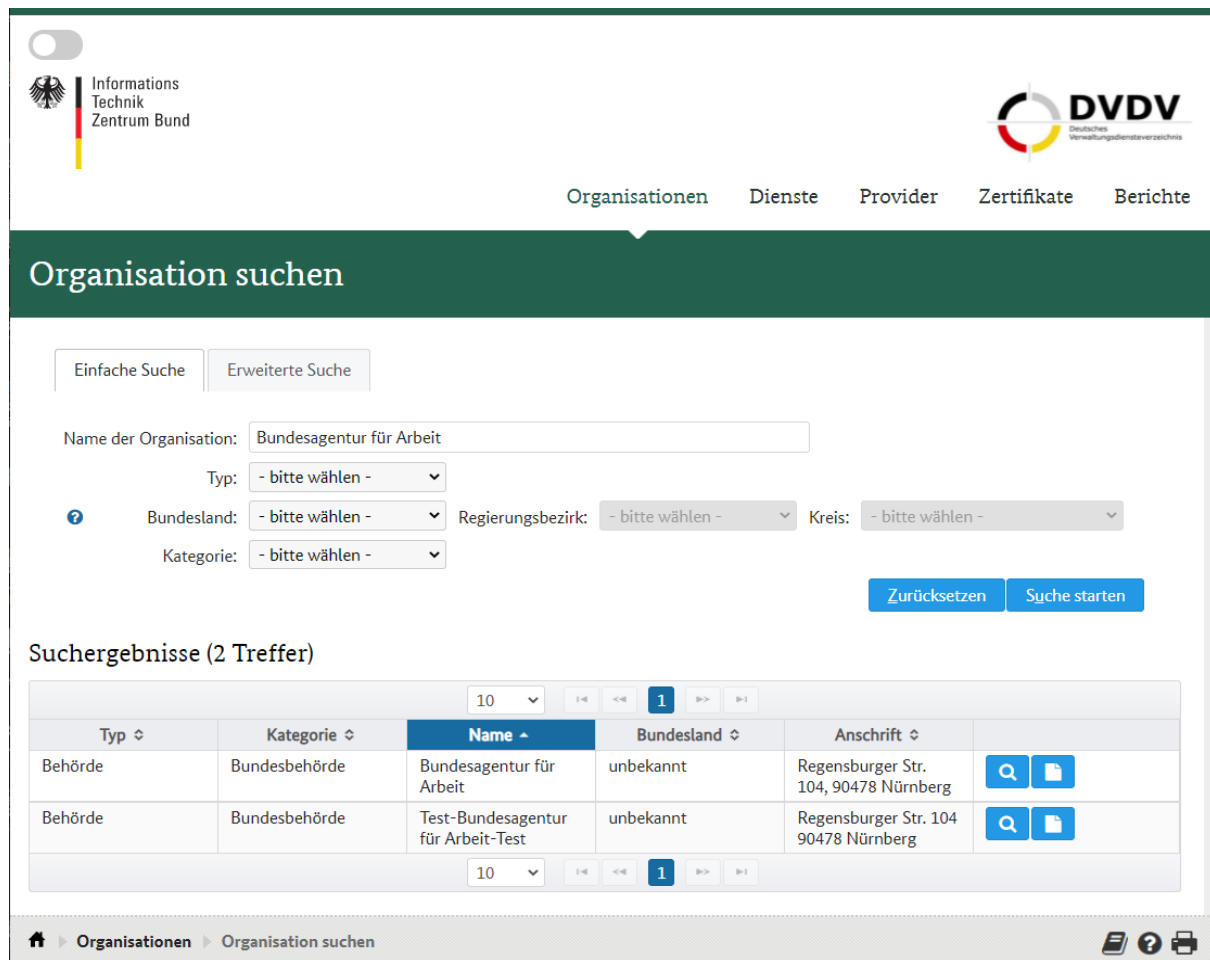 Informations
Technik
Zentrum Bund
DVDV
Deutsches
Verwaltungsdiensteverzeichnis
Organisationen Dienste Provider Zertifikate Berichte
Organisation suchen
Einfache Suche Erweiterte Suche
Name der Organisation: Bundesagentur für Arbeit
Typ: - bitte wählen -
Bundesland: - bitte wählen - Regierungsbezirk: - bitte wählen - Kreis: - bitte wählen -
Kategorie: - bitte wählen -
Zurücksetzen Suche starten
Suchergebnisse (2 Treffer)
10 1
Typ Kategorie Name Bundesland Anschrift
Behörde Bundesbehörde Bundesagentur für unbekannt Regensburger Str.
Arbeit 104, 90478 Nürnberg
Behörde Bundesbehörde Test-Bundesagentur unbekannt Regensburger Str. 104
für Arbeit-Test 90478 Nürnberg
10 1
Organisationen Organisation suchen